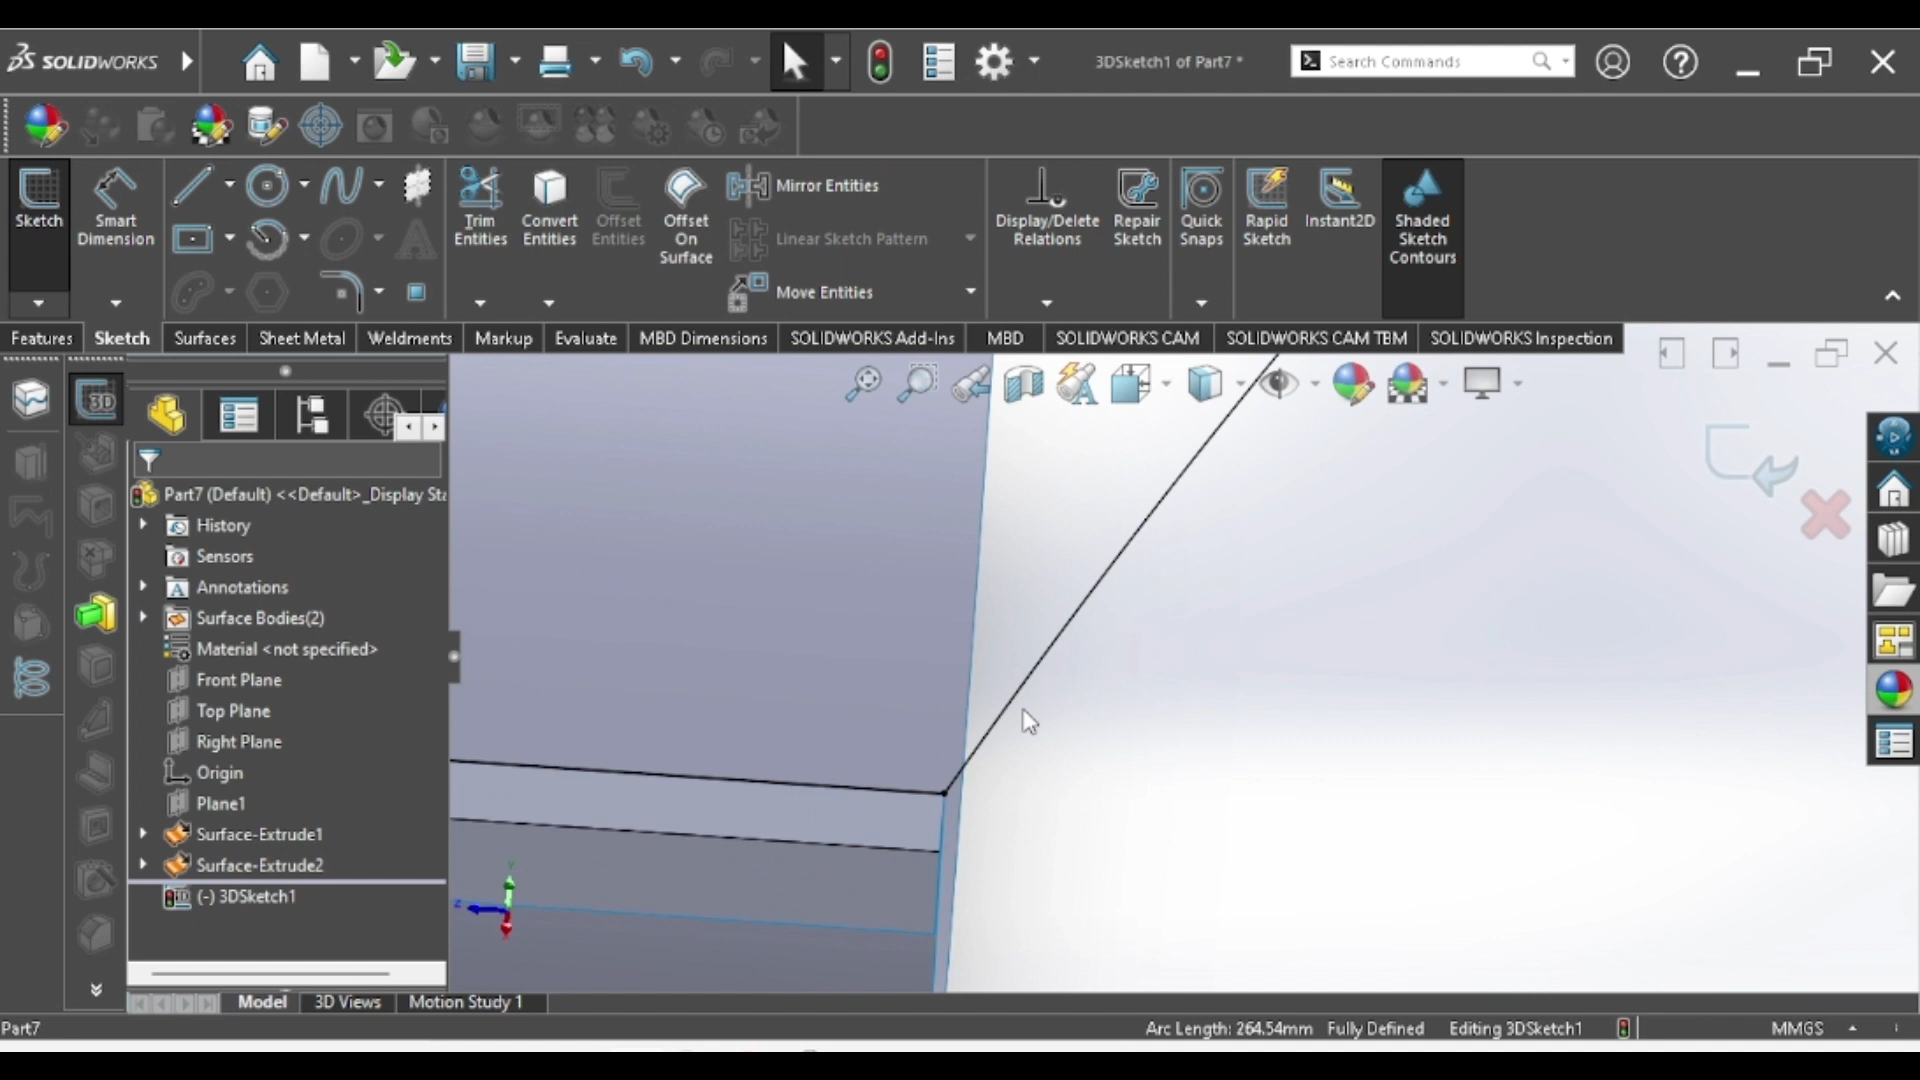 SOLIDWORKS
3DSketch1 of Part7 *
Search Commands
Sketch
Smart Dimension
Trim Entities
Convert Entities
Offset Entities
Offset On Surface
Mirror Entities
Linear Sketch Pattern
Move Entities
Display/Delete Relations
Repair Sketch
Quick Snaps
Rapid Sketch
Instant2D
Shaded Sketch Contours
Features Sketch Surfaces Sheet Metal Weldments Markup Evaluate MBD Dimensions SOLIDWORKS Add-Ins MBD SOLIDWORKS CAM SOLIDWORKS CAM TBM SOLIDWORKS Inspection
Part7 (Default) <<Default>_Display Sta
History
Sensors
Annotations
Surface Bodies(2)
Material <not specified>
Front Plane
Top Plane
Right Plane
Origin
Plane1
Surface-Extrude1
Surface-Extrude2
(-) 3DSketch1
Model 3D Views Motion Study 1
Part7 Arc Length: 264.54mm Fully Defined Editing 3DSketch1 MMGS